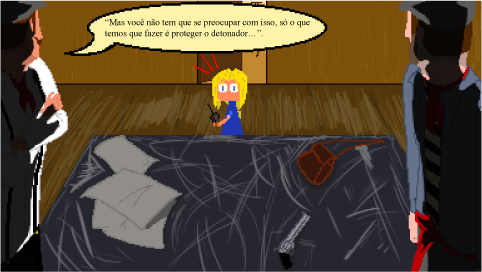 “Mas você não tem que se preocupar com isso, só o que
temos que fazer é proteger o detonador…”.